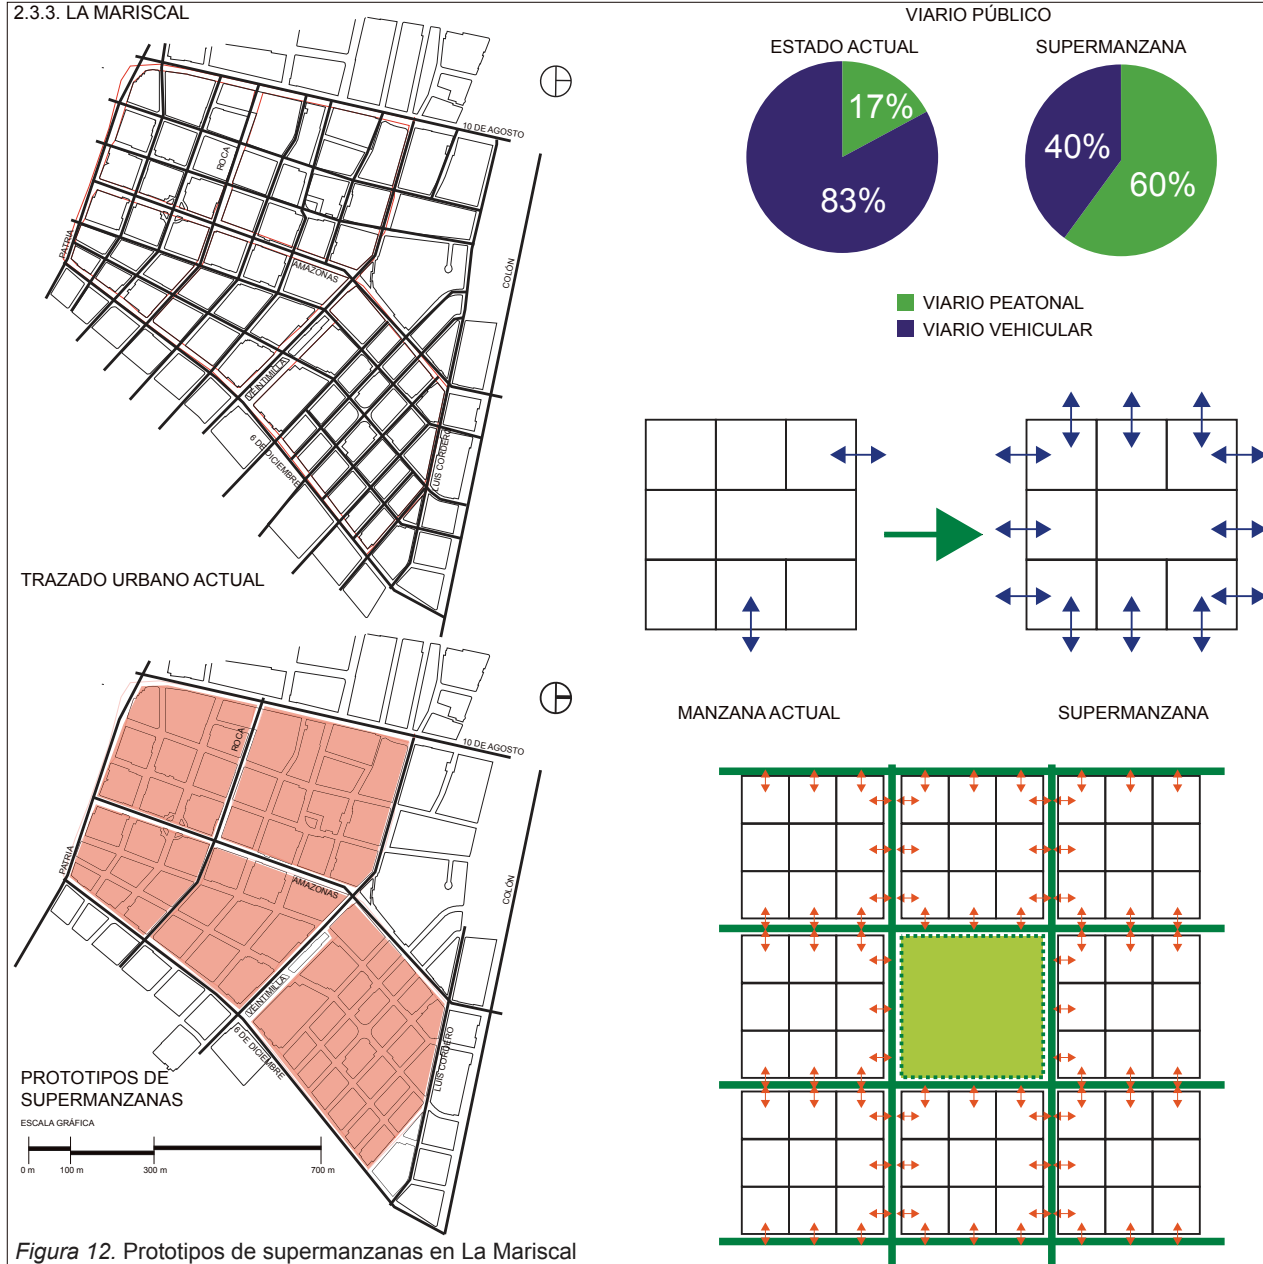 2.3.3. LA MARISCAL
10 DE AGOSTO
ROCA
PATRIA
AMAZONAS
COLÓN
VEINTIMILLA
6 DE DICIEMBRE
LUIS CORDERO
TRAZADO URBANO ACTUAL
VIARIO PÚBLICO
ESTADO ACTUAL
SUPERMANZANA
17%
83%
40%
60%
VIARIO PEATONAL
VIARIO VEHICULAR
MANZANA ACTUAL
SUPERMANZANA
10 DE AGOSTO
ROCA
PATRIA
AMAZONAS
COLÓN
VEINTIMILLA
6 DE DICIEMBRE
LUIS CORDERO
PROTOTIPOS DE
SUPERMANZANAS
ESCALA GRÁFICA
0 m 100 m 300 m 700 m
Figura 12. Prototipos de supermanzanas en La Mariscal